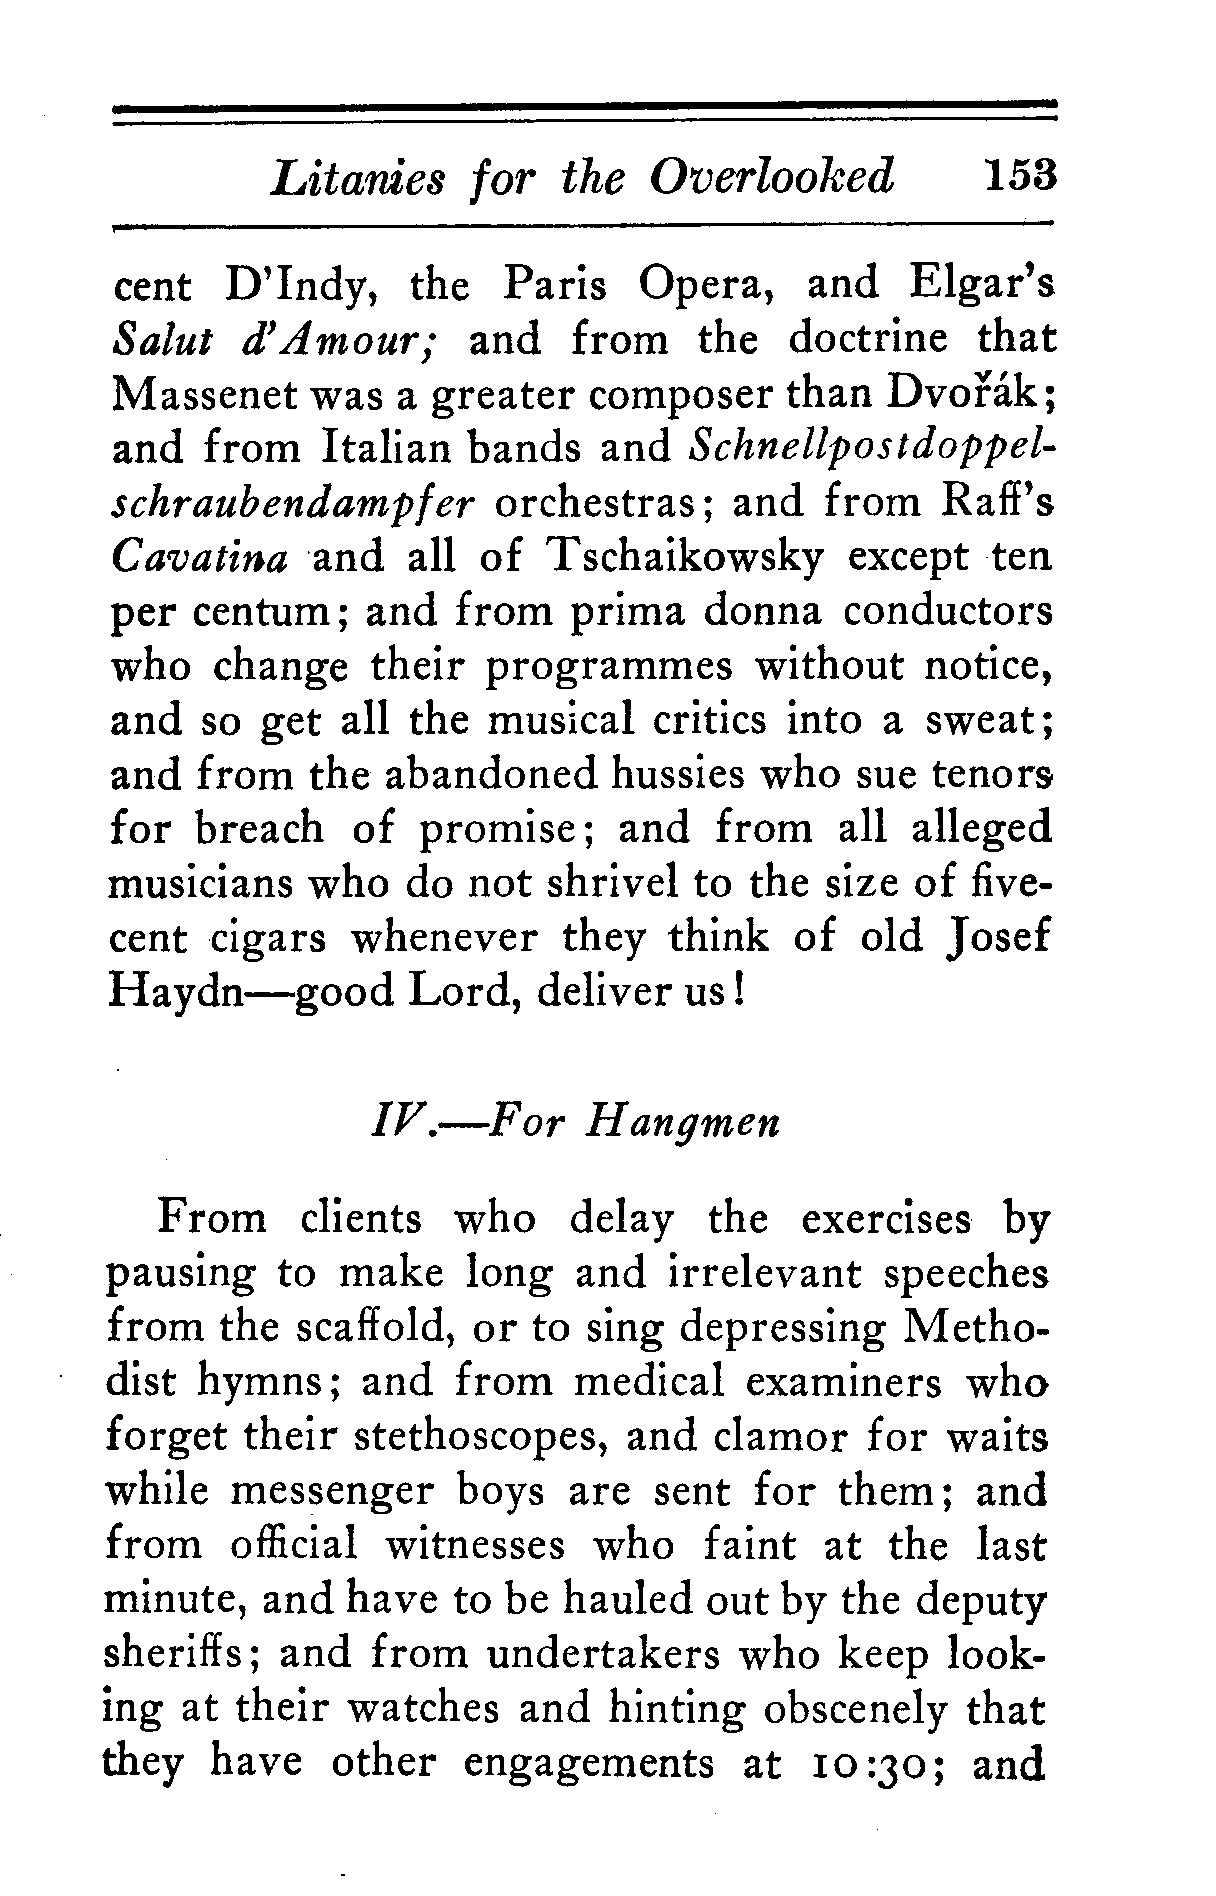 Litanies for the Overlooked 153
cent D'Indy, the Paris Opera, and Elgar's
Salut d'Amour; and from the doctrine that
Massenet was a greater composer than Dvořák;
and from Italian bands and Schnellpostdoppel-
schraubendampfer orchestras; and from Raff's
Cavatina and all of Tschaikowsky except ten
per centum; and from prima donna conductors
who change their programmes without notice,
and so get all the musical critics into a sweat;
and from the abandoned hussies who sue tenors
for breach of promise; and from all alleged
musicians who do not shrivel to the size of five-
cent cigars whenever they think of old Josef
Haydn—good Lord, deliver us!
IV.—For Hangmen
From clients who delay the exercises by
pausing to make long and irrelevant speeches
from the scaffold, or to sing depressing Metho-
dist hymns; and from medical examiners who
forget their stethoscopes, and clamor for waits
while messenger boys are sent for them; and
from official witnesses who faint at the last
minute, and have to be hauled out by the deputy
sheriffs; and from undertakers who keep look-
ing at their watches and hinting obscenely that
they have other engagements at 10:30; and